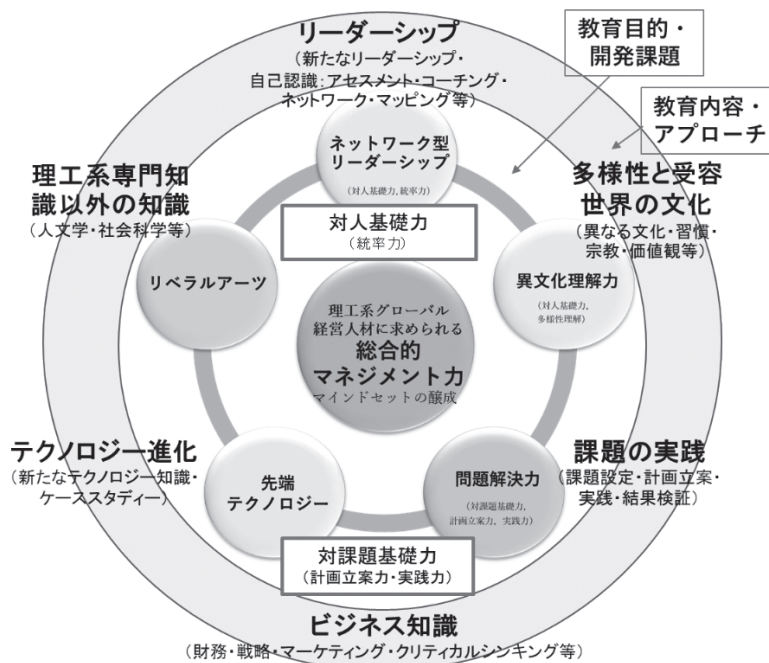 リーダーシップ
(新たなリーダーシップ・
自己認識:アセスメント・コーチング・
ネットワーク・マッピング等)
教育目的・
開発課題
教育内容・
アプローチ
ネットワーク型
リーダーシップ
(対人基礎力,統率力)
対人基礎力
(統率力)
理工系専門知
識以外の知識
(人文学・社会科学等)
リベラルアーツ
多様性と受容
世界の文化
(異なる文化・習慣・
宗教・価値観等)
異文化理解力
(対人基礎力,
多様性理解)
理工系グローバル
経営人材に求められる
総合的
マネジメント力
マインドセットの醸成
テクノロジー進化
(新たなテクノロジー知識・
ケーススタディー)
先端
テクノロジー
問題解決力
(対課題基礎力,
計画立案力, 実践力)
課題の実践
(課題設定・計画立案・
実践・結果検証)
対課題基礎力
(計画立案力・実践力)
ビジネス知識
(財務・戦略・マーケティング・クリティカルシンキング等)